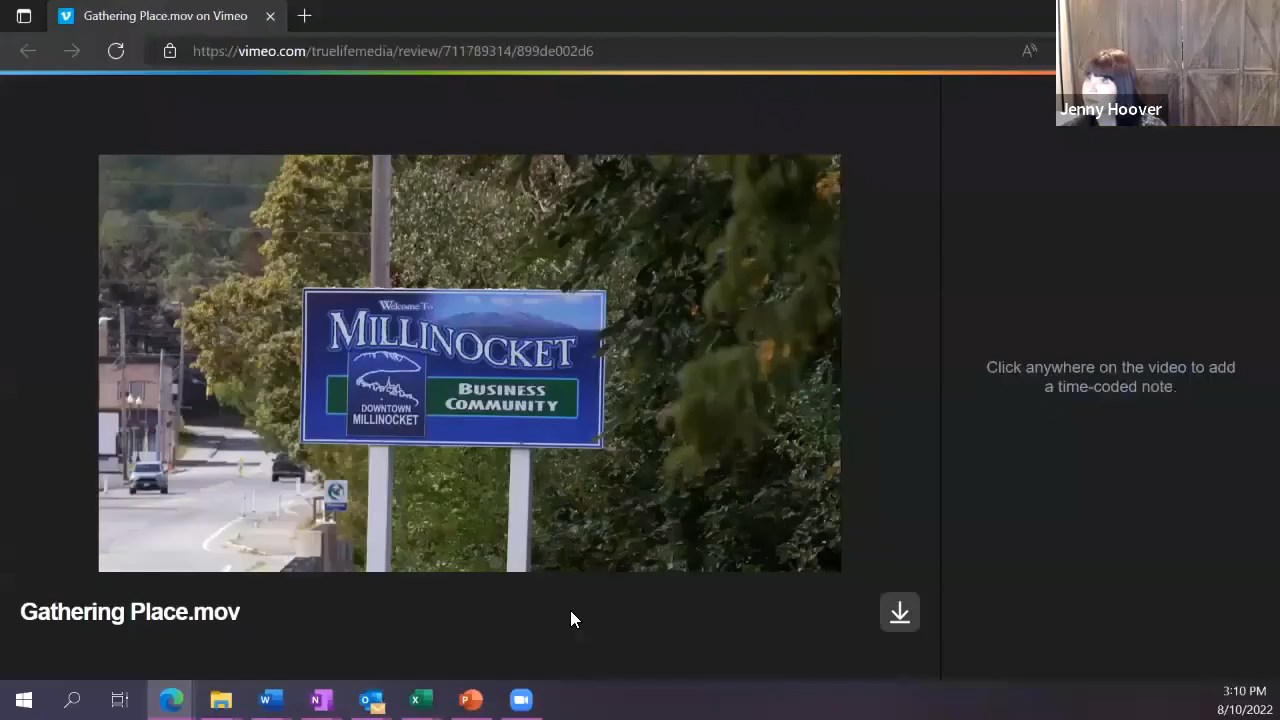 Gathering Place.mov on Vimeo
https://vimeo.com/truelifemedia/review/711789314/899de002d6
Jenny Hoover
Welcome To
MILLINOCKET
BUSINESS
COMMUNITY
DOWNTOWN
MILLINOCKET
Click anywhere on the video to add
a time-coded note.
Gathering Place.mov
3:10 PM
8/10/2022